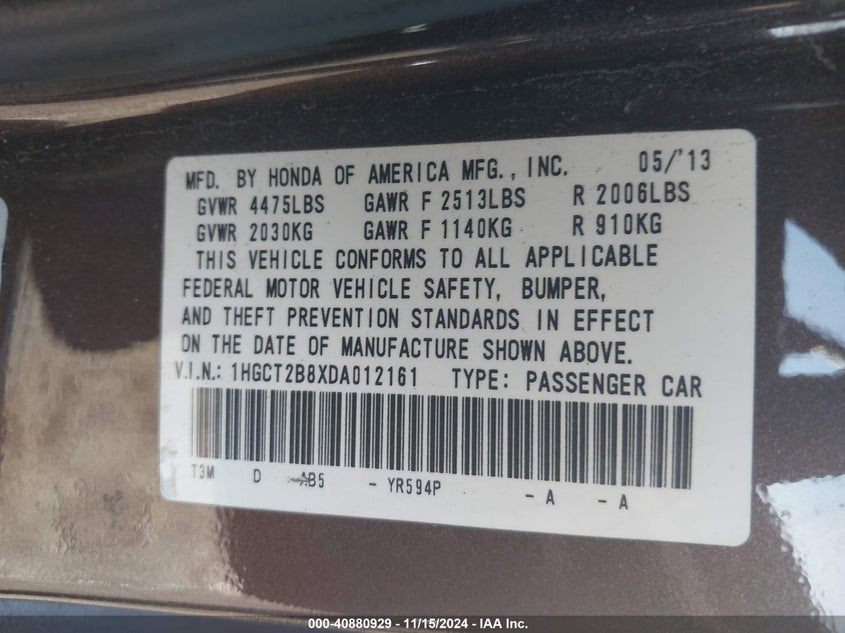 MFD. BY HONDA OF AMERICA MFG., INC. 05/'13
GVWR 4475LBS GAWR F 2513LBS R 2006LBS
GVWR 2030KG GAWR F 1140KG R 910KG
THIS VEHICLE CONFORMS TO ALL APPLICABLE
FEDERAL MOTOR VEHICLE SAFETY, BUMPER,
AND THEFT PREVENTION STANDARDS IN EFFECT
ON THE DATE OF MANUFACTURE SHOWN ABOVE.
V.I.N.: 1HGCT2B8XDA012161 TYPE: PASSENGER CAR
T3M D AB5 - YR594P - A - A
000-40880929 - 11/15/2024 - IAA Inc.